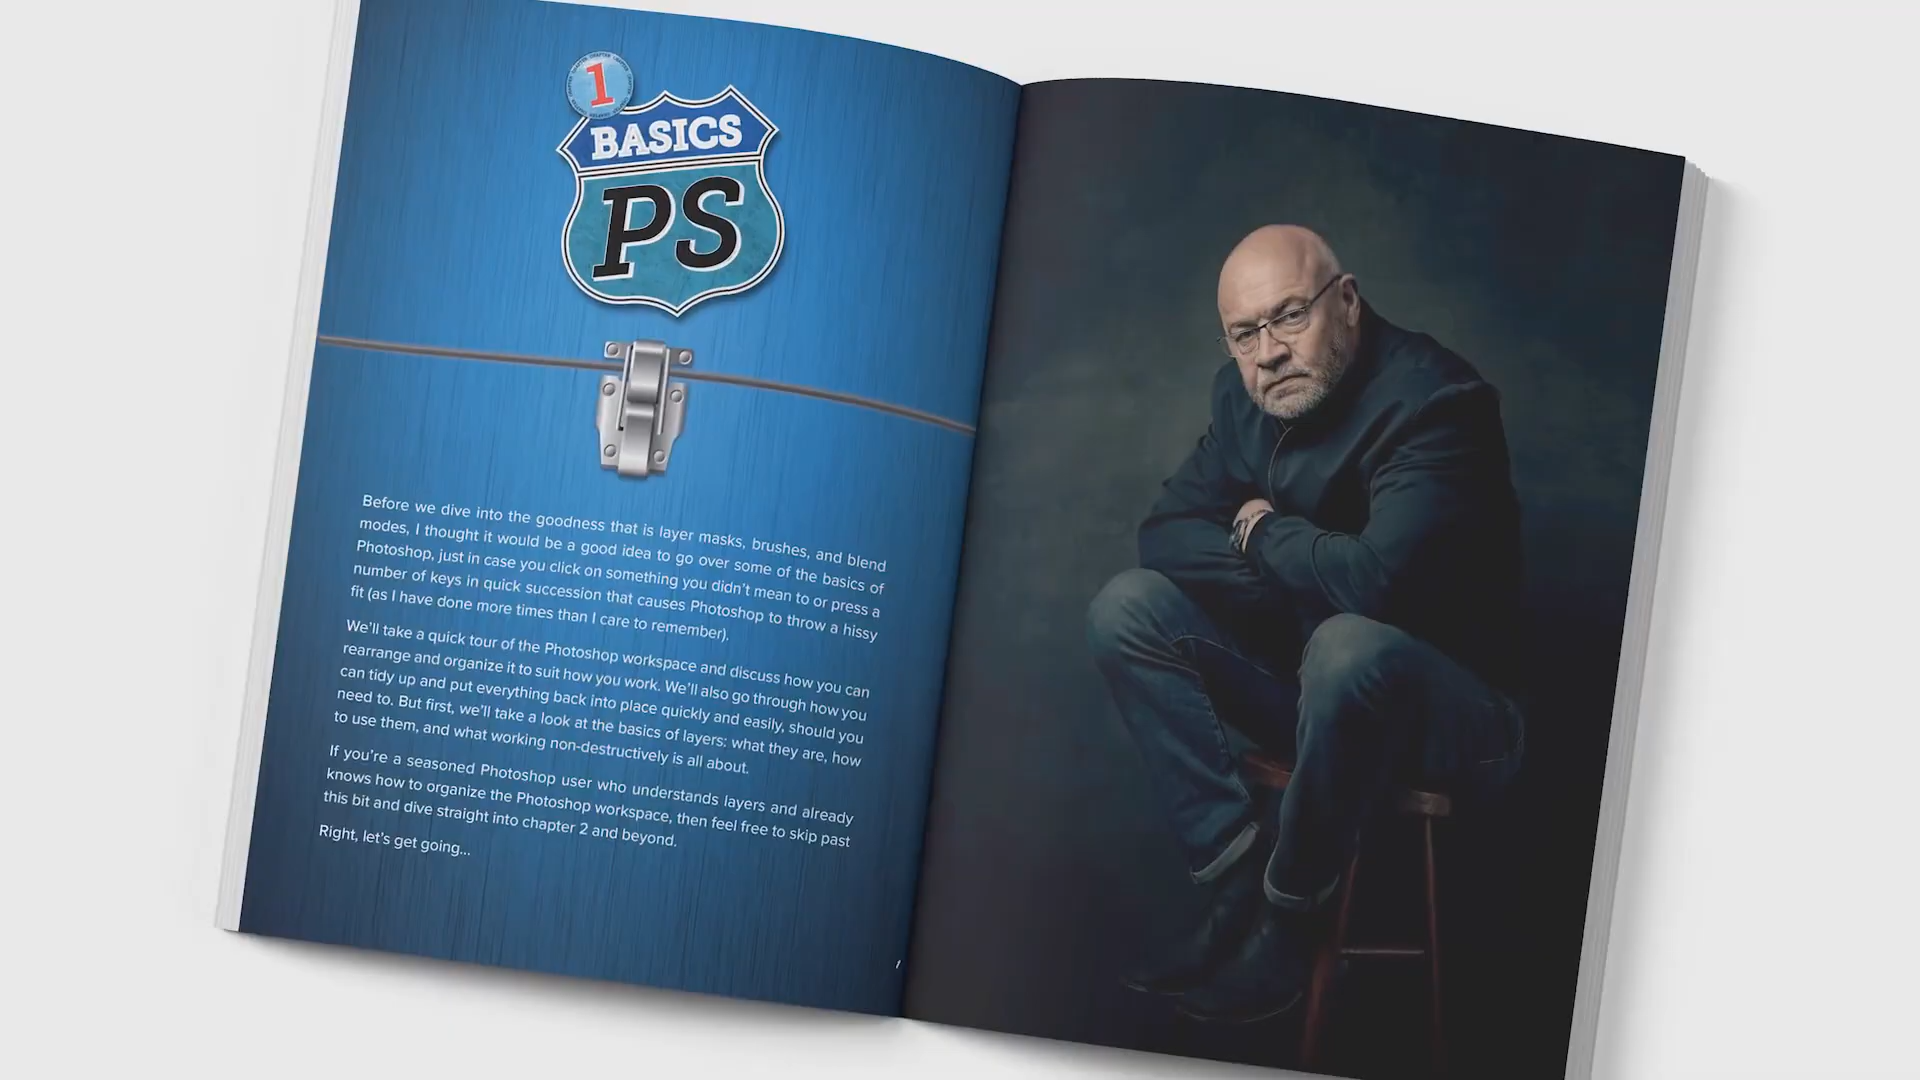 1
BASICS
PS
Before we dive into the goodness that is layer masks, brushes, and blend
modes, I thought it would be a good idea to go over some of the basics of
Photoshop, just in case you click on something you didn't mean to or press a
number of keys in quick succession that causes Photoshop to throw a hissy
fit (as I have done more times than I care to remember).
We'll take a quick tour of the Photoshop workspace and discuss how you can
rearrange and organize it to suit how you work. We'll also go through how you
can tidy up and put everything back into place quickly and easily, should you
need to. But first, we'll take a look at the basics of layers: what they are, how
to use them, and what working non-destructively is all about.
If you're a seasoned Photoshop user who understands layers and already
knows how to organize the Photoshop workspace, then feel free to skip past
this bit and dive straight into chapter 2 and beyond.
Right, let's get going...